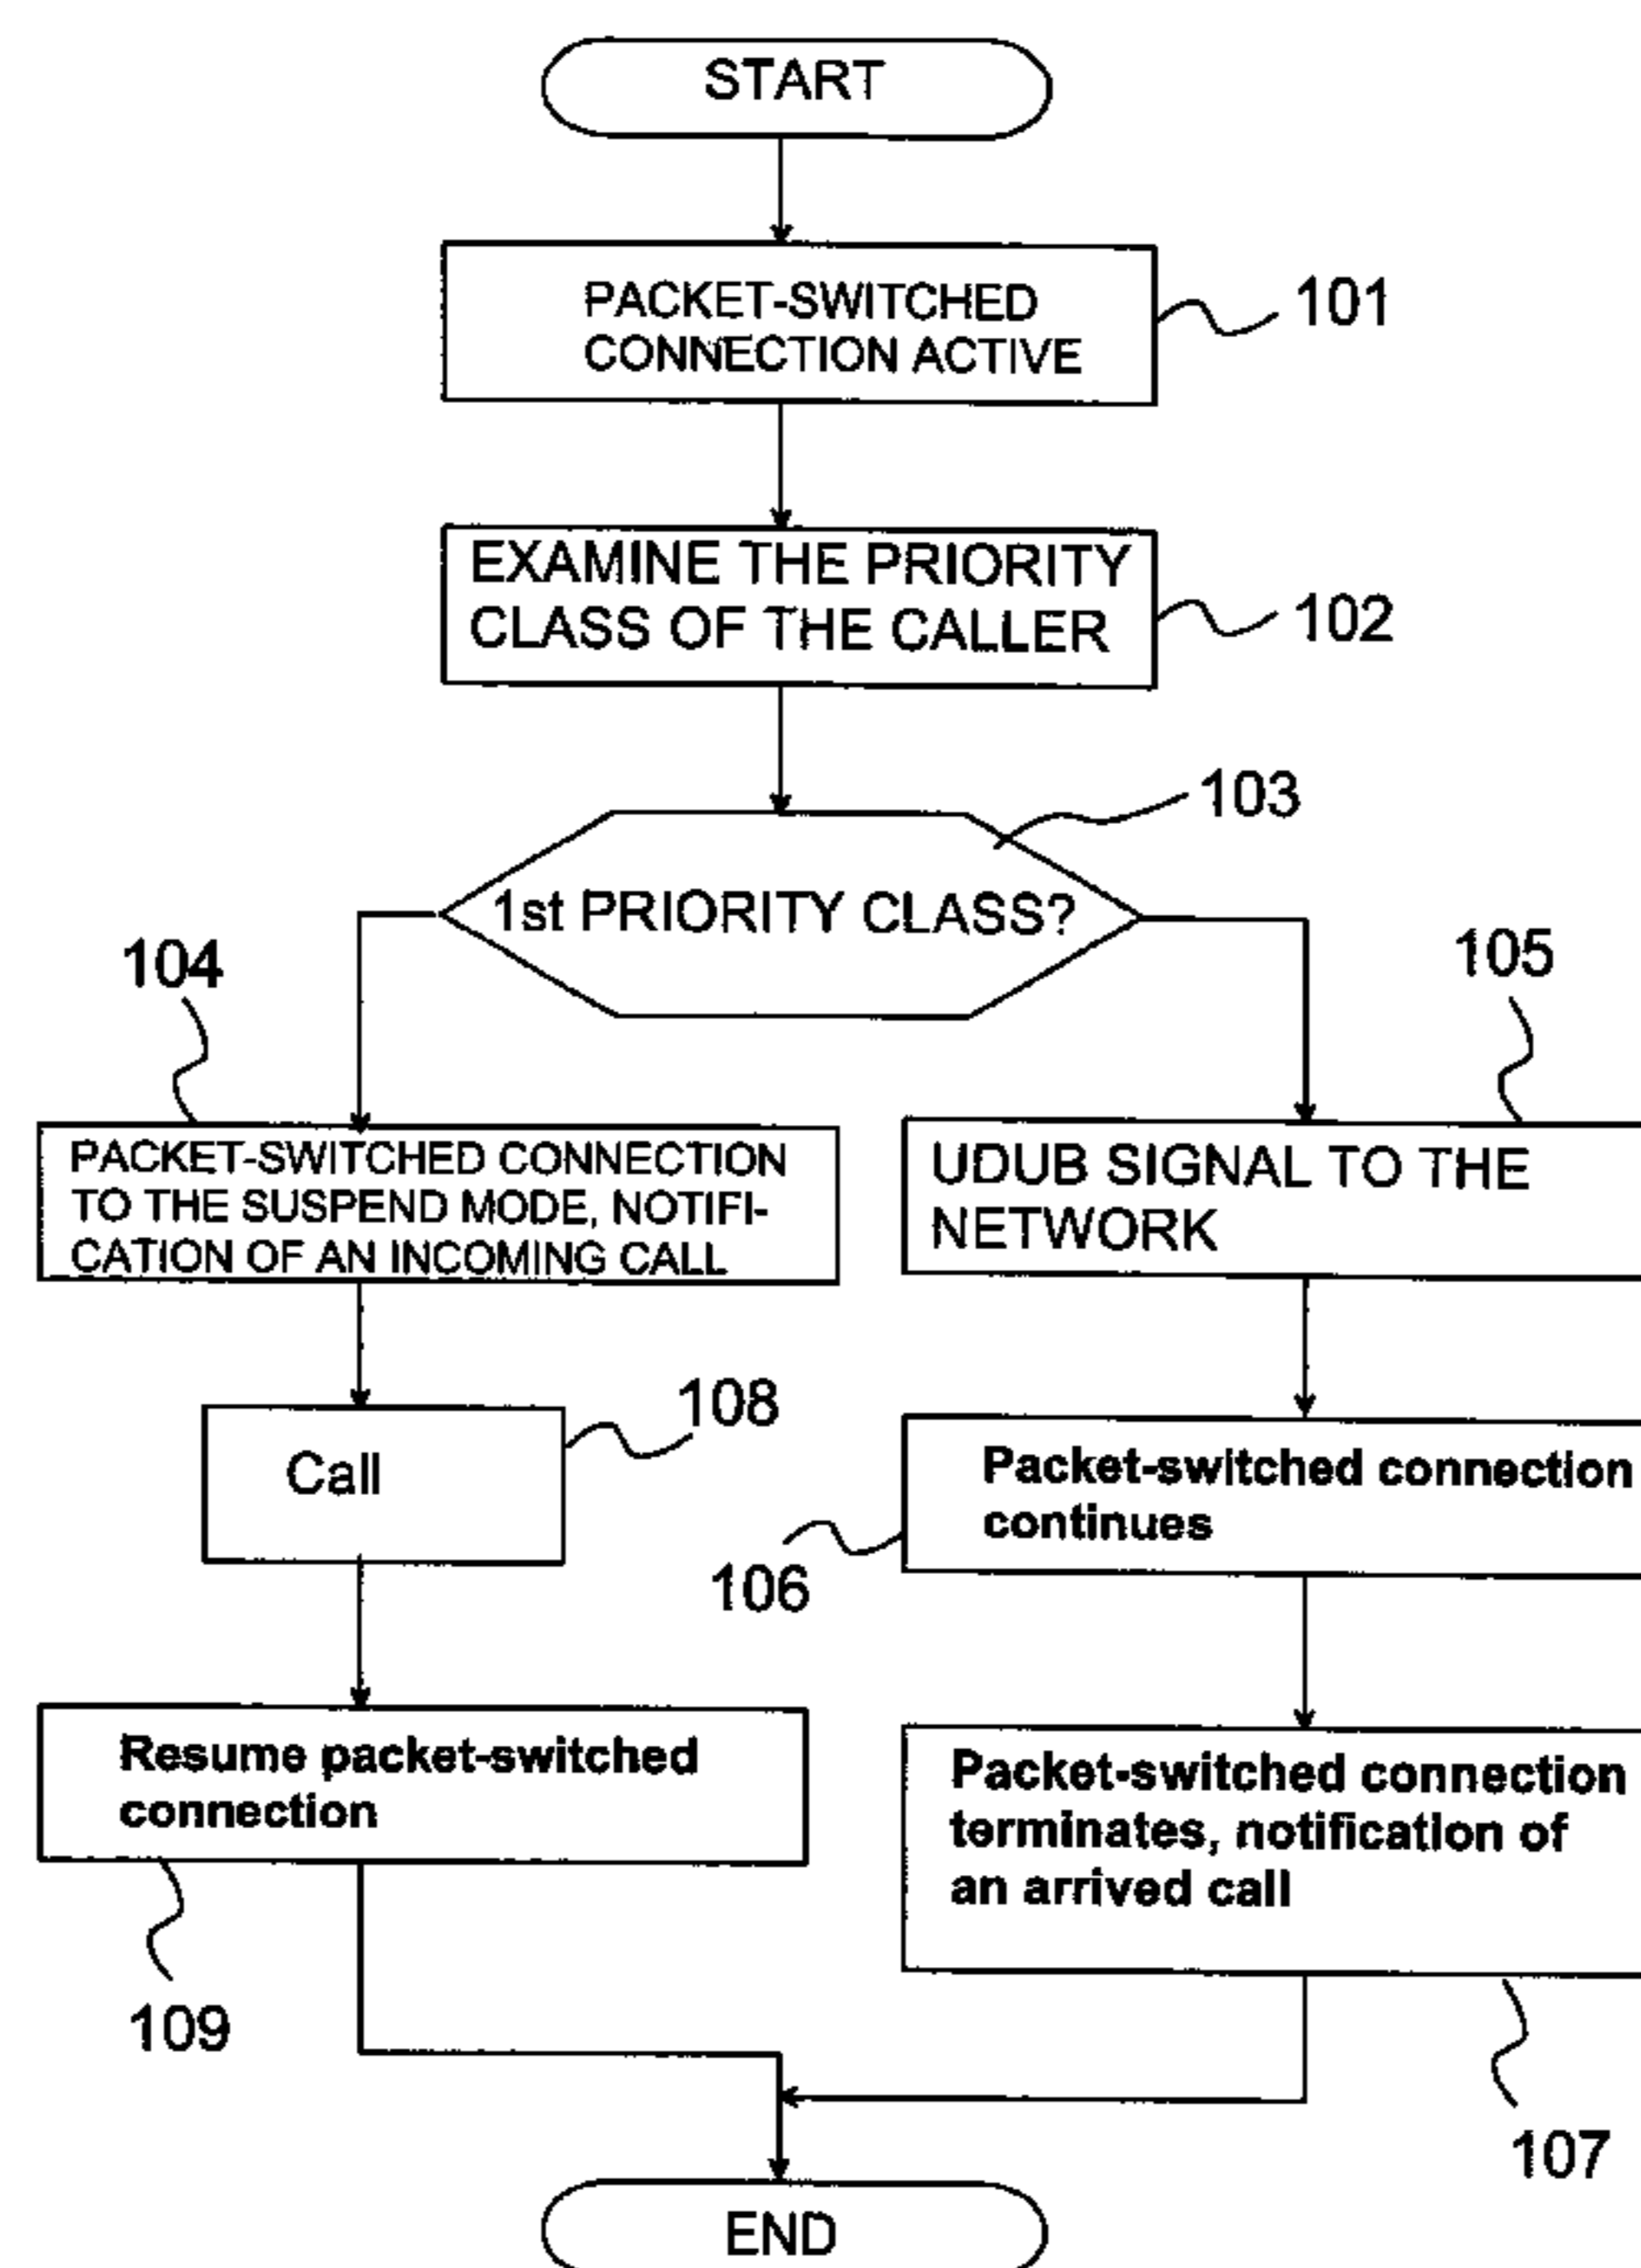 START
PACKET-SWITCHED
CONNECTION ACTIVE
101
EXAMINE THE PRIORITY
CLASS OF THE CALLER
102
103
1st PRIORITY CLASS?
104
105
PACKET-SWITCHED CONNECTION
TO THE SUSPEND MODE, NOTIFI-
CATION OF AN INCOMING CALL
UDUB SIGNAL TO THE
NETWORK
108
Call
Packet-switched connection
continues
106
Resume packet-switched
connection
Packet-switched connection
terminates, notification of
an arrived call
109
107
END